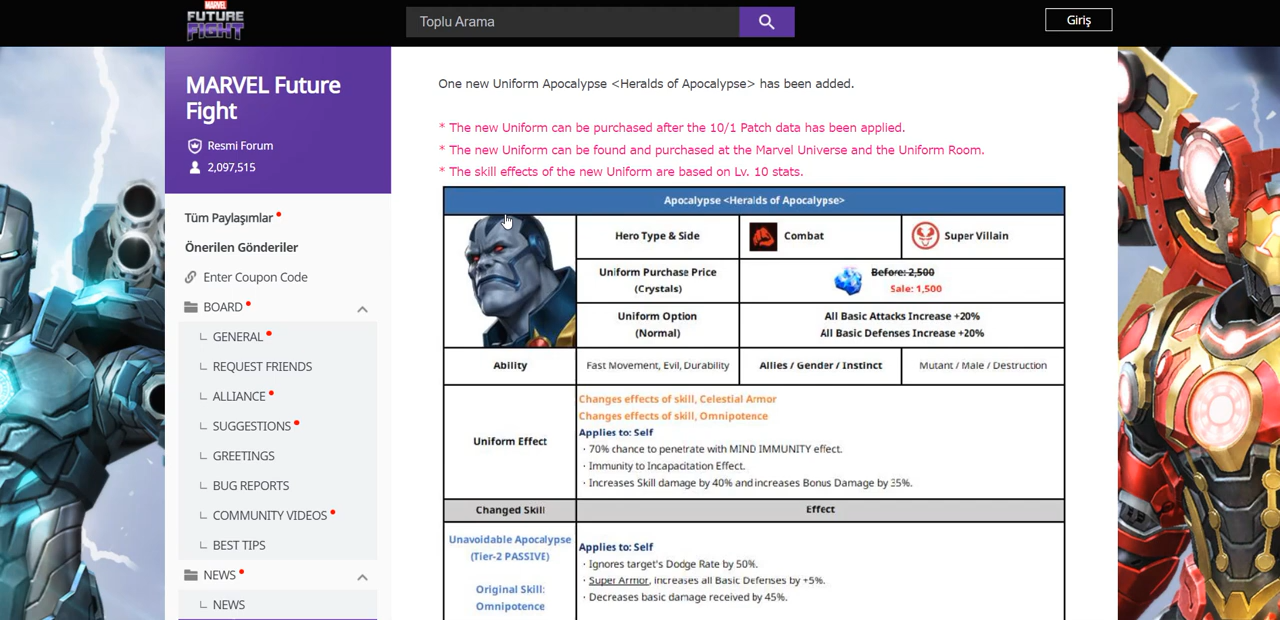 MARVEL
FUTURE
FIGHT
Toplu Arama
Giriş
MARVEL Future
Fight
Resmi Forum
2,097,515
Tüm Paylaşımlar
Önerilen Gönderiler
Enter Coupon Code
BOARD
GENERAL
REQUEST FRIENDS
ALLIANCE
SUGGESTIONS
GREETINGS
BUG REPORTS
COMMUNITY VIDEOS
BEST TIPS
NEWS
NEWS
One new Uniform Apocalypse <Heralds of Apocalypse> has been added.
* The new Uniform can be purchased after the 10/1 Patch data has been applied.
* The new Uniform can be found and purchased at the Marvel Universe and the Uniform Room.
* The skill effects of the new Uniform are based on Lv. 10 stats.
Apocalypse <Heralds of Apocalypse>
Hero Type & Side
Combat
Super Villain
Uniform Purchase Price
(Crystals)
Before: 2,500
Sale: 1,500
Uniform Option
(Normal)
All Basic Attacks Increase +20%
All Basic Defenses Increase +20%
Ability
Fast Movement, Evil, Durability
Allies / Gender / Instinct
Mutant / Male / Destruction
Uniform Effect
Changes effects of skill, Celestial Armor
Changes effects of skill, Omnipotence
Applies to: Self
· 70% chance to penetrate with MIND IMMUNITY effect.
· Immunity to Incapacitation Effect.
· Increases Skill damage by 40% and increases Bonus Damage by 35%.
Changed Skill
Effect
Unavoidable Apocalypse
(Tier-2 PASSIVE)
Original Skill:
Omnipotence
Applies to: Self
· Ignores target's Dodge Rate by 50%.
· Super Armor, increases all Basic Defenses by +5%.
· Decreases basic damage received by 45%.